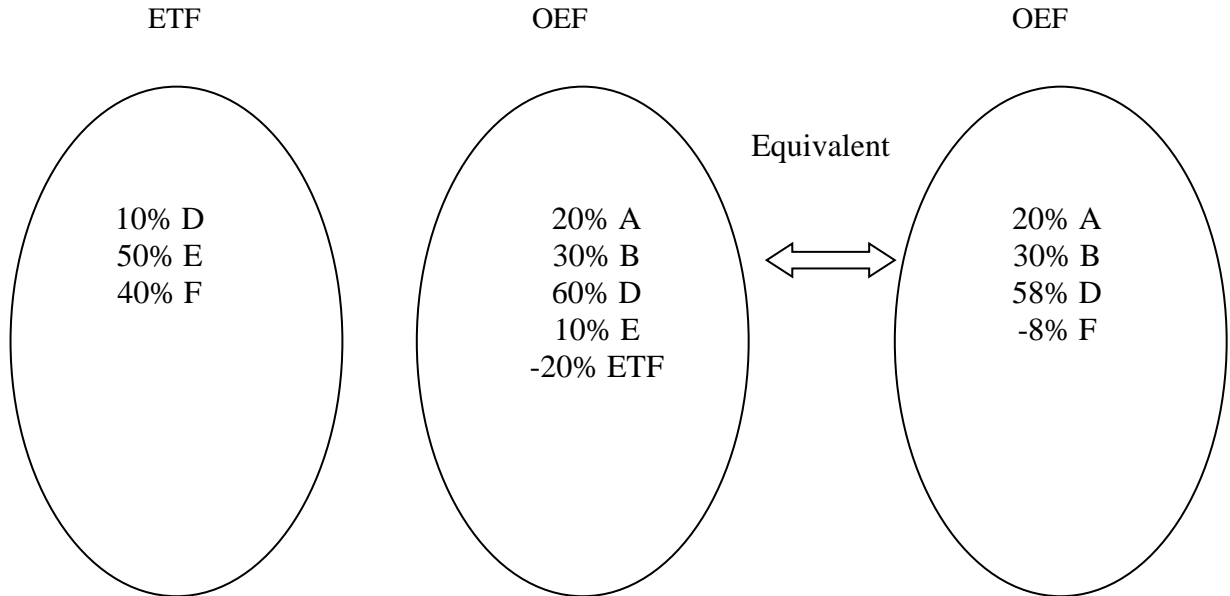 ETF
OEF
OEF
Equivalent
10% D
50% E
40% F
20% A
30% B
60% D
10% E
-20% ETF
20% A
30% B
58% D
-8% F